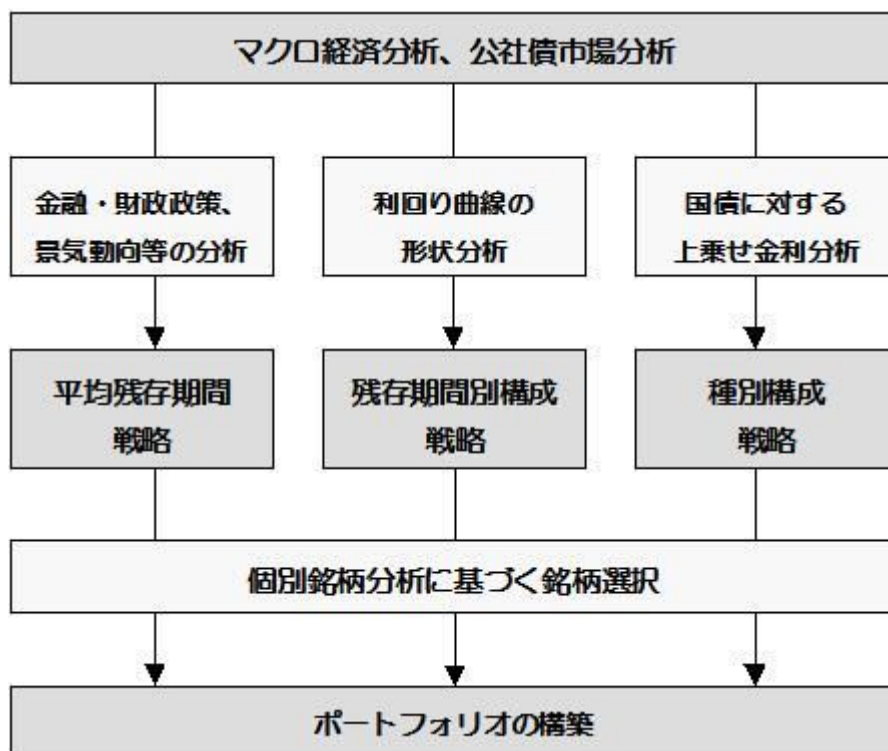 マクロ経済分析、公社債市場分析
金融・財政政策、
景気動向等の分析
利回り曲線の
形状分析
国債に対する
上乗せ金利分析
平均残存期間
戦略
残存期間別構成
戦略
種別構成
戦略
個別銘柄分析に基づく銘柄選択
ポートフォリオの構築